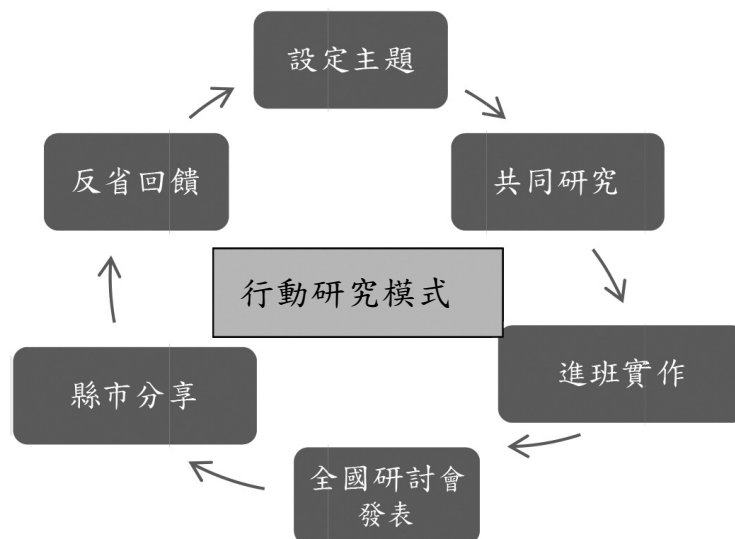 設定主題
共同研究
進班實作
全國研討會
發表
縣市分享
反省回饋
行動研究模式